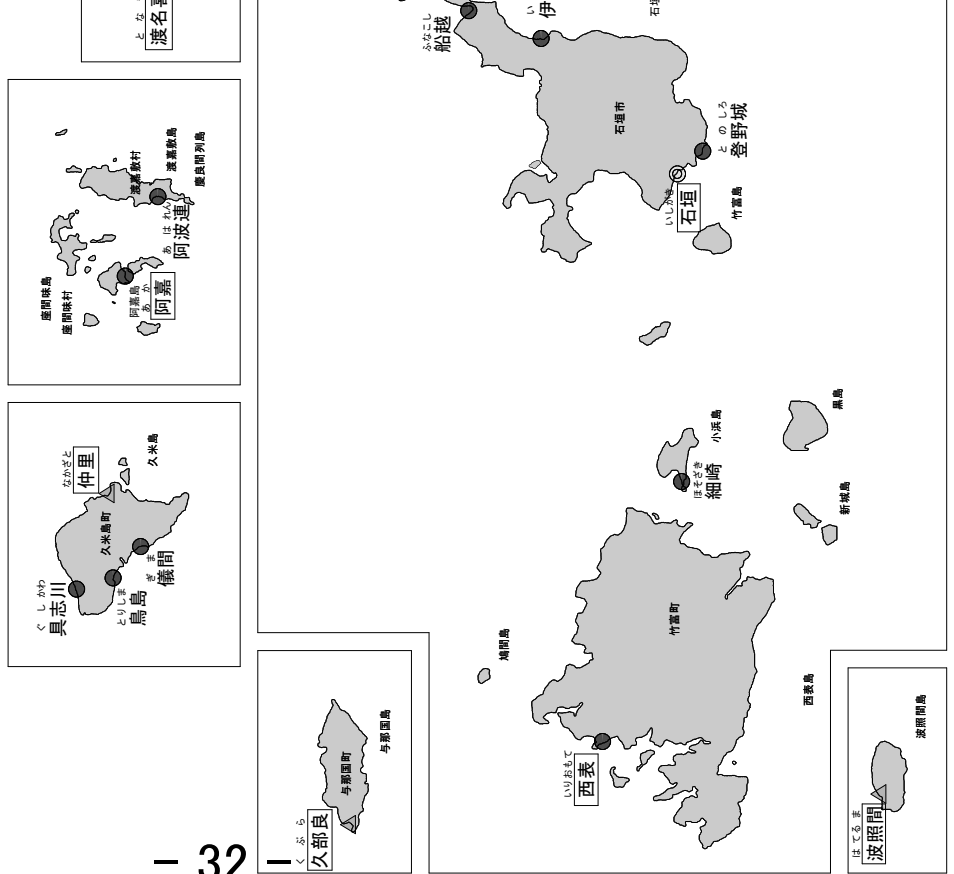 とな
渡名喜
ふなこし
船越
い
伊
石垣
石垣市
とのしろ
登野城
いしがき
石垣
竹富島
渡嘉敷村
渡嘉敷島
慶良間列島
あはれん
阿波連
座間味島
座間味村
阿嘉島
あか
阿嘉
なかざと
仲里
久米島
久米島町
ぐしかわ
具志川
とりしま
鳥島
ぎま
儀間
小浜島
ほそざき
細崎
黒島
新城島
鳩間島
竹富町
西表島
いりおもて
西表
与那国島
与那国町
くぶら
久部良
波照間島
はてるま
波照間
- 32 -